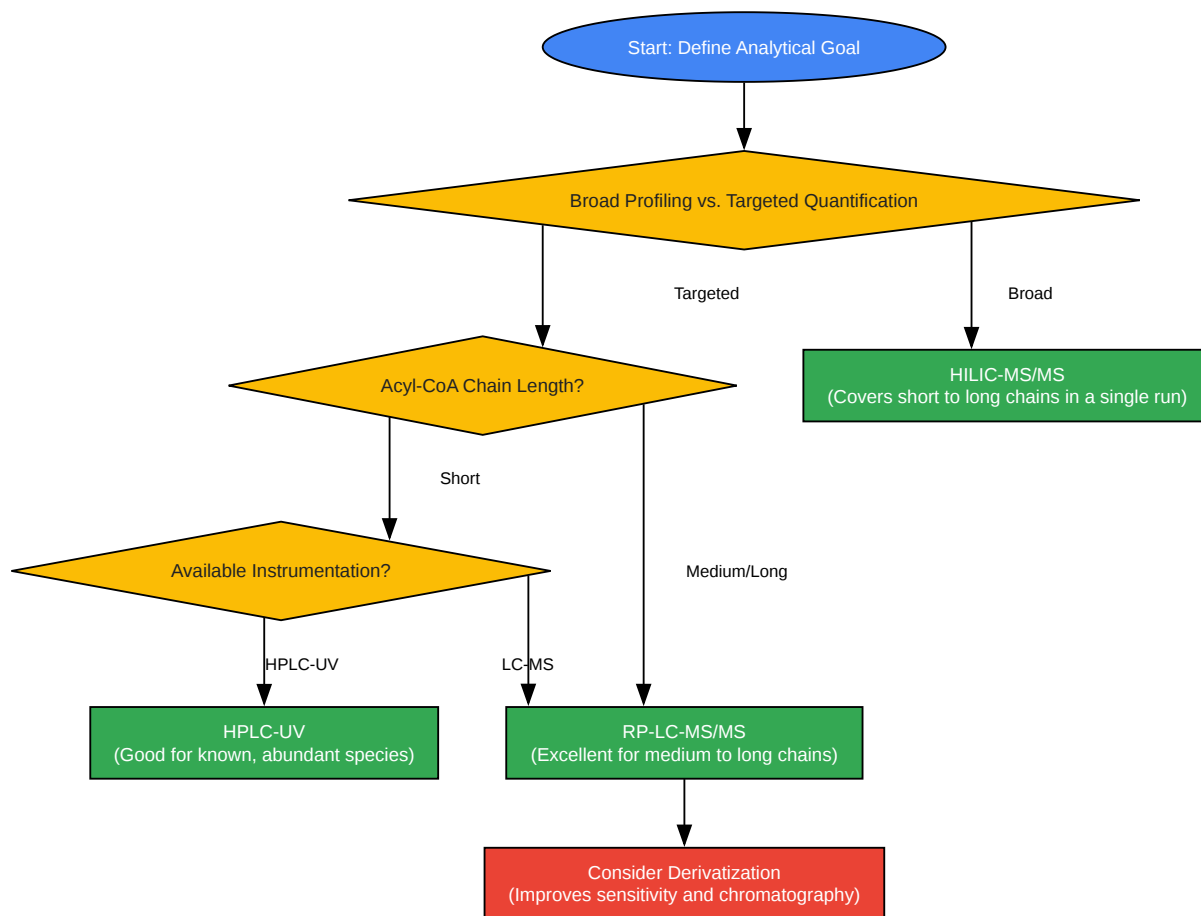 Start: Define Analytical Goal
Broad Profiling vs. Targeted Quantification
Targeted
Broad
Acyl-CoA Chain Length?
HILIC-MS/MS
(Covers short to long chains in a single run)
Short
Available Instrumentation?
Medium/Long
HPLC-UV
LC-MS
HPLC-UV
(Good for known, abundant species)
RP-LC-MS/MS
(Excellent for medium to long chains)
Consider Derivatization
(Improves sensitivity and chromatography)